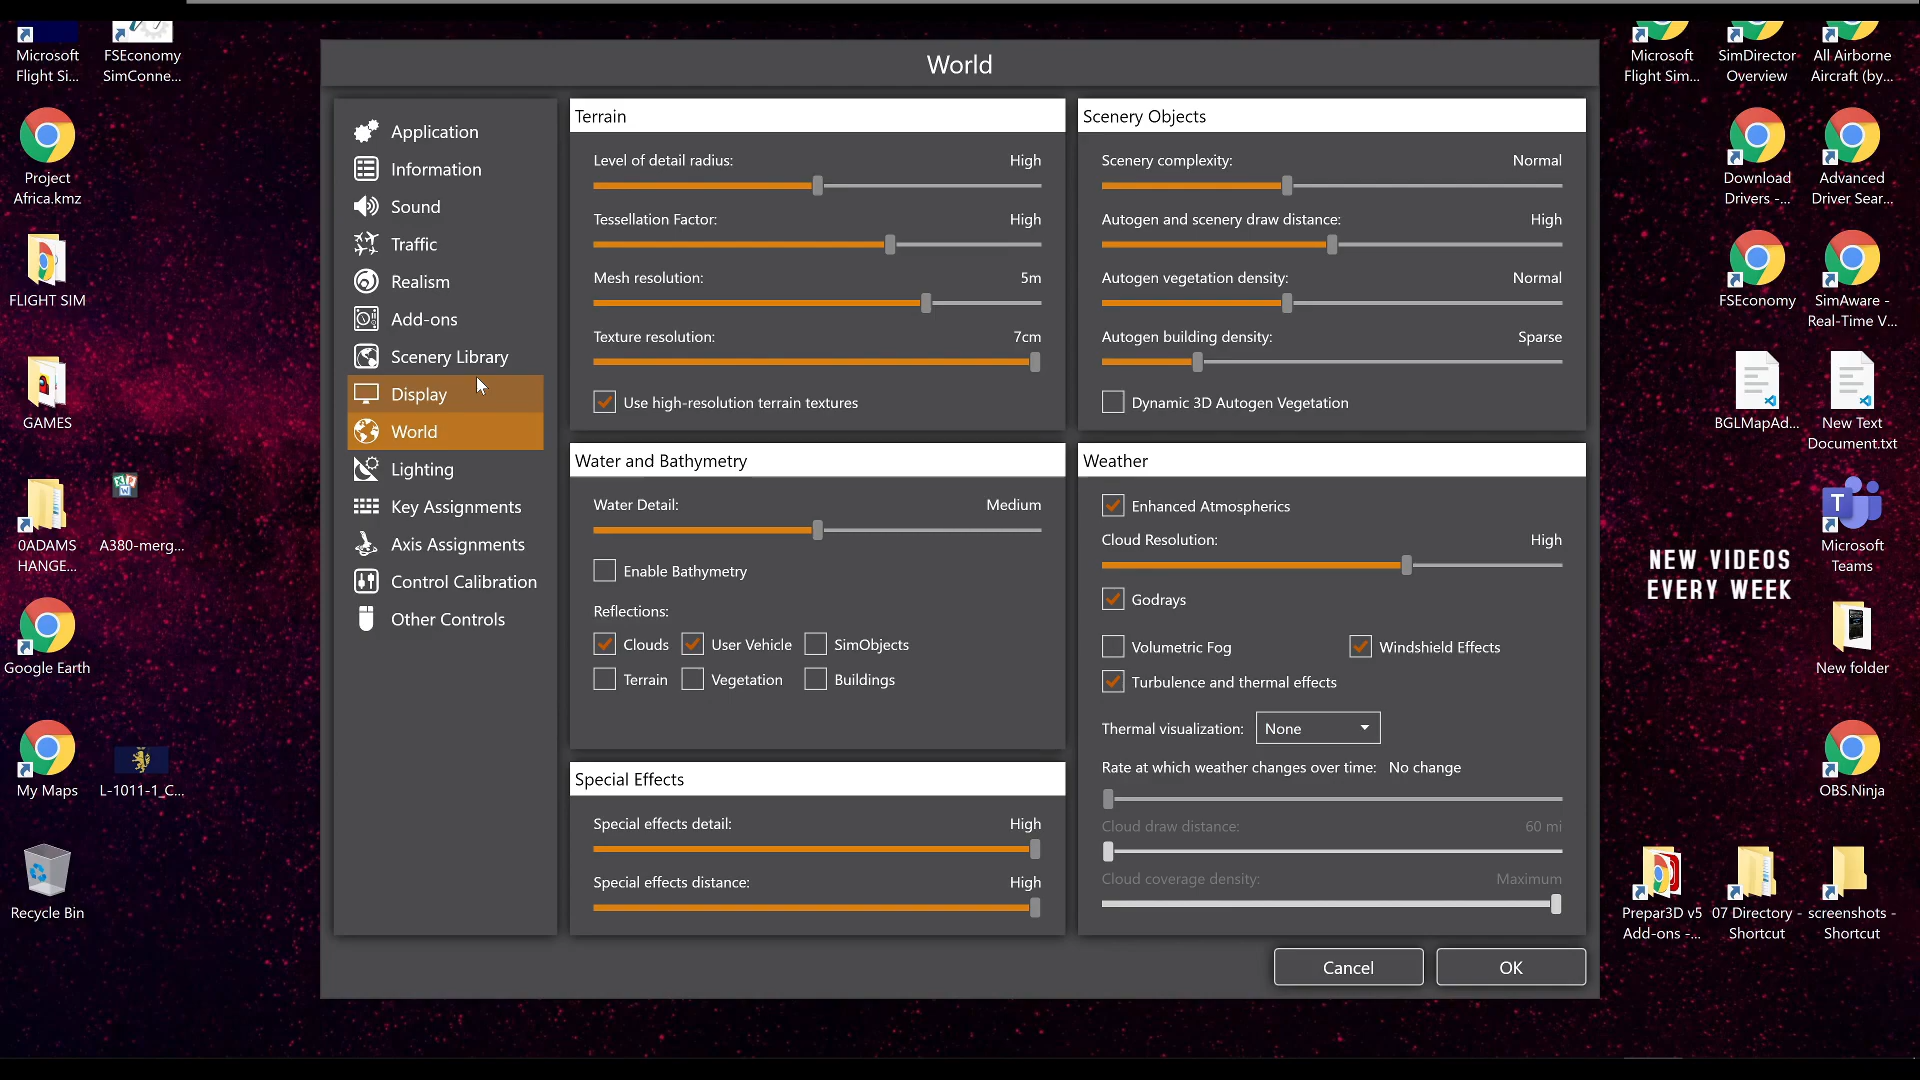 Microsoft
Flight Si...
FSEconomy
SimConne...
Project
Africa.kmz
FLIGHT SIM
GAMES
0ADAMS
HANGE...
A380-merg...
Google Earth
My Maps
L-1011-1_C...
Recycle Bin
World
Application
Information
Sound
Traffic
Realism
Add-ons
Scenery Library
Display
World
Lighting
Key Assignments
Axis Assignments
Control Calibration
Other Controls
Terrain
Level of detail radius: High
Tessellation Factor: High
Mesh resolution: 5m
Texture resolution: 7cm
Use high-resolution terrain textures
Water and Bathymetry
Water Detail: Medium
Enable Bathymetry
Reflections:
Clouds User Vehicle SimObjects
Terrain Vegetation Buildings
Special Effects
Special effects detail: High
Special effects distance: High
Scenery Objects
Scenery complexity: Normal
Autogen and scenery draw distance: High
Autogen vegetation density: Normal
Autogen building density: Sparse
Dynamic 3D Autogen Vegetation
Weather
Enhanced Atmospherics
Cloud Resolution: High
Godrays
Volumetric Fog Windshield Effects
Turbulence and thermal effects
Thermal visualization: None
Rate at which weather changes over time: No change
Cloud draw distance: 60 mi
Cloud coverage density: Maximum
Cancel OK
Microsoft
Flight Sim...
SimDirector
Overview
All Airborne
Aircraft (by...
Download
Drivers -...
Advanced
Driver Sear...
FSEconomy
SimAware -
Real-Time V...
BGLMapAd...
New Text
Document.txt
NEW VIDEOS
EVERY WEEK
Microsoft
Teams
New folder
OBS.Ninja
Prepar3D v5
Add-ons -...
07 Directory -
Shortcut
screenshots -
Shortcut